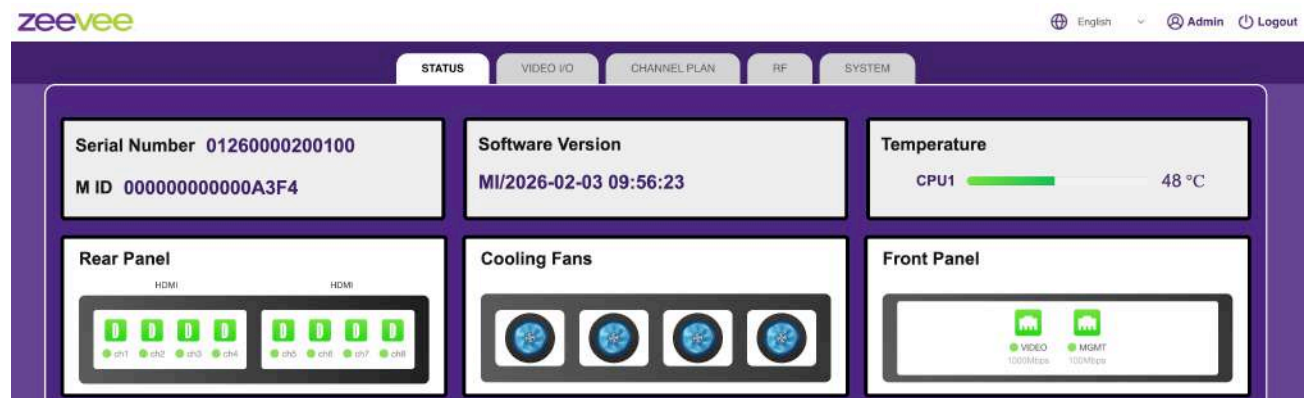 zeevee
English Admin Logout
STATUS VIDEO I/O CHANNEL PLAN RF SYSTEM
Serial Number 01260000200100
M ID 000000000000A3F4
Software Version
MI/2026-02-03 09:56:23
Temperature
CPU1 48 °C
Rear Panel
HDMI HDMI
ch1 ch2 ch3 ch4 ch5 ch6 ch7 ch8
Cooling Fans
Front Panel
VIDEO MGMT
1000Mbps 100Mbps